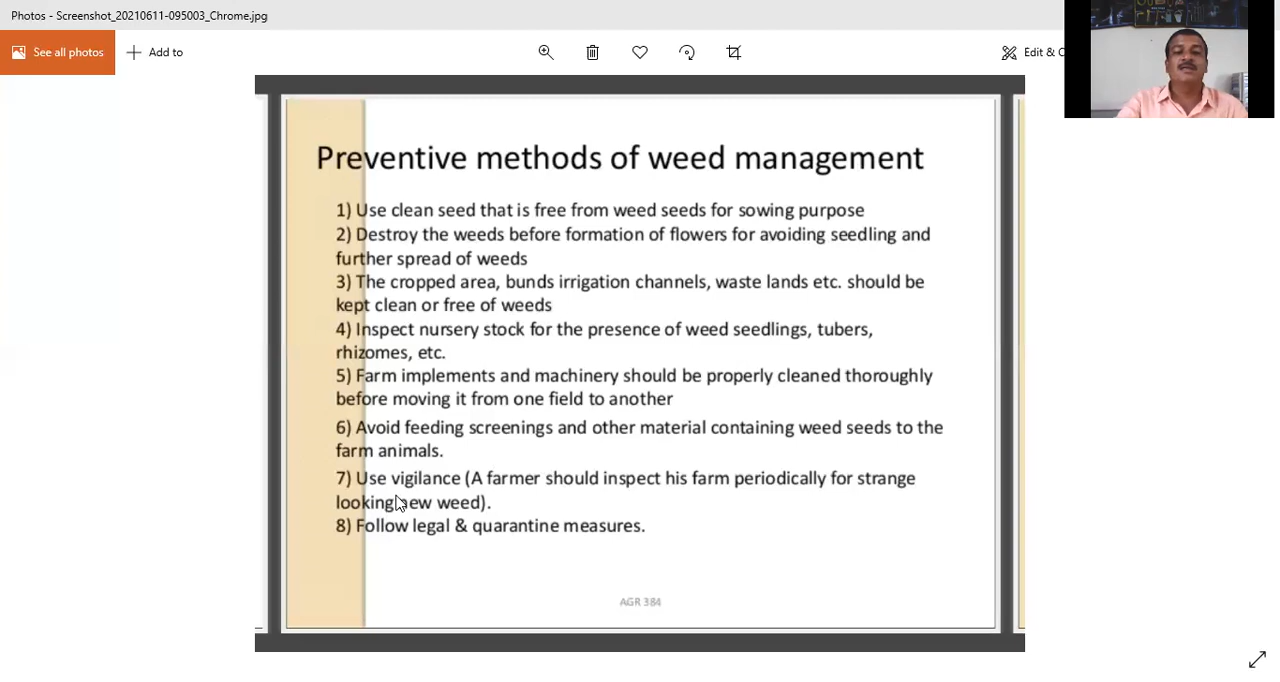 Photos - Screenshot_20210611-095003_Chrome.jpg
See all photos
Add to
Edit & C
Preventive methods of weed management
1) Use clean seed that is free from weed seeds for sowing purpose
2) Destroy the weeds before formation of flowers for avoiding seedling and
further spread of weeds
3) The cropped area, bunds irrigation channels, waste lands etc. should be
kept clean or free of weeds
4) Inspect nursery stock for the presence of weed seedlings, tubers,
rhizomes, etc.
5) Farm implements and machinery should be properly cleaned thoroughly
before moving it from one field to another
6) Avoid feeding screenings and other material containing weed seeds to the
farm animals.
7) Use vigilance (A farmer should inspect his farm periodically for strange
looking new weed).
8) Follow legal & quarantine measures.
AGR 384